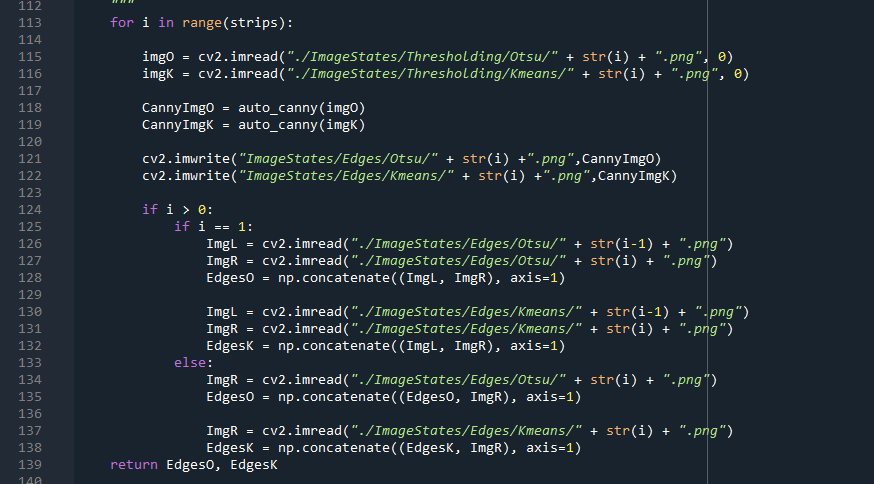 112 """
113 for i in range(strips):
114
115 imgO = cv2.imread("./ImageStates/Thresholding/Otsu/" + str(i) + ".png", 0)
116 imgK = cv2.imread("./ImageStates/Thresholding/Kmeans/" + str(i) + ".png", 0)
117
118 CannyImgO = auto_canny(imgO)
119 CannyImgK = auto_canny(imgK)
120
121 cv2.imwrite("ImageStates/Edges/Otsu/" + str(i) +".png",CannyImgO)
122 cv2.imwrite("ImageStates/Edges/Kmeans/" + str(i) +".png",CannyImgK)
123
124 if i > 0:
125 if i == 1:
126 ImgL = cv2.imread("./ImageStates/Edges/Otsu/" + str(i-1) + ".png")
127 ImgR = cv2.imread("./ImageStates/Edges/Otsu/" + str(i) + ".png")
128 EdgesO = np.concatenate((ImgL, ImgR), axis=1)
129
130 ImgL = cv2.imread("./ImageStates/Edges/Kmeans/" + str(i-1) + ".png")
131 ImgR = cv2.imread("./ImageStates/Edges/Kmeans/" + str(i) + ".png")
132 EdgesK = np.concatenate((ImgL, ImgR), axis=1)
133 else:
134 ImgR = cv2.imread("./ImageStates/Edges/Otsu/" + str(i) + ".png")
135 EdgesO = np.concatenate((EdgesO, ImgR), axis=1)
136
137 ImgR = cv2.imread("./ImageStates/Edges/Kmeans/" + str(i) + ".png")
138 EdgesK = np.concatenate((EdgesK, ImgR), axis=1)
139 return EdgesO, EdgesK
140